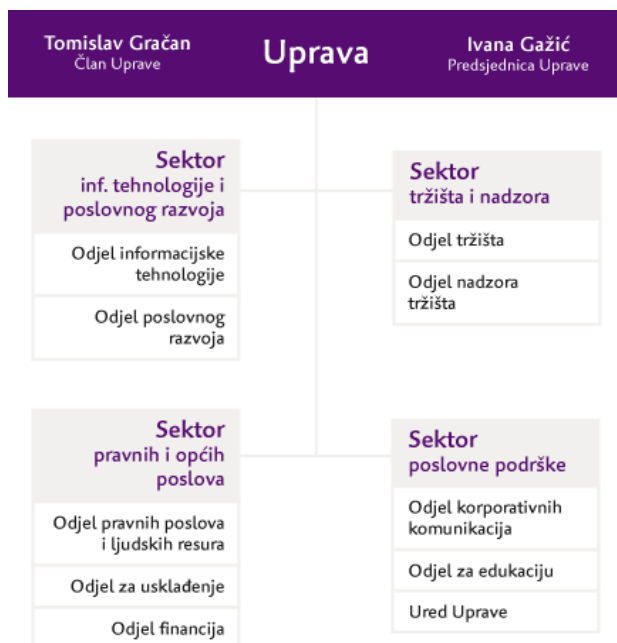 Tomislav Gračan
Član Uprave
Uprava
Ivana Gažić
Predsjednica Uprave
Sektor
inf. tehnologije i
poslovnog razvoja
Odjel informacijske
tehnologije
Odjel poslovnog
razvoja
Sektor
tržišta i nadzora
Odjel tržišta
Odjel nadzora
tržišta
Sektor
pravnih i općih
poslova
Odjel pravnih poslova
i ljudskih resura
Odjel za usklađenje
Odjel financija
Sektor
poslovne podrške
Odjel korporativnih
komunikacija
Odjel za edukaciju
Ured Uprave